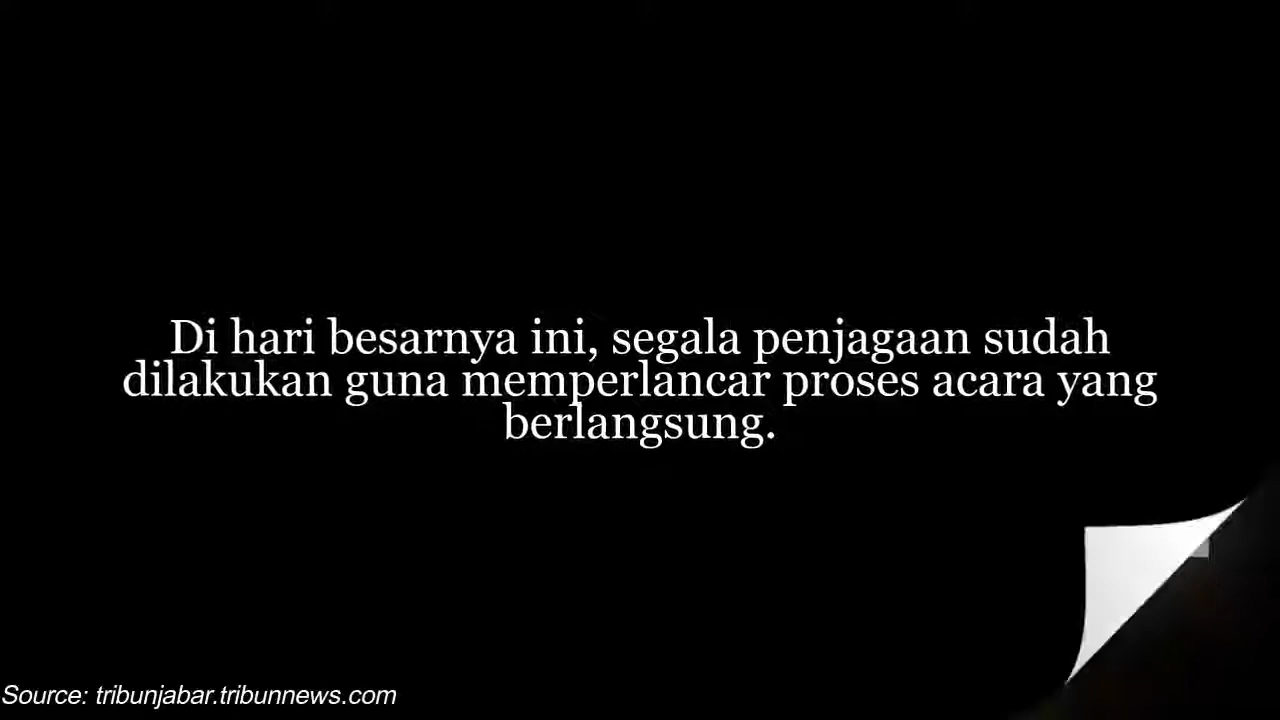 Di hari besarnya ini, segala penjagaan sudah
dilakukan guna memperlancar proses acara yang
berlangsung.
Source: tribunjabar.tribunnews.com